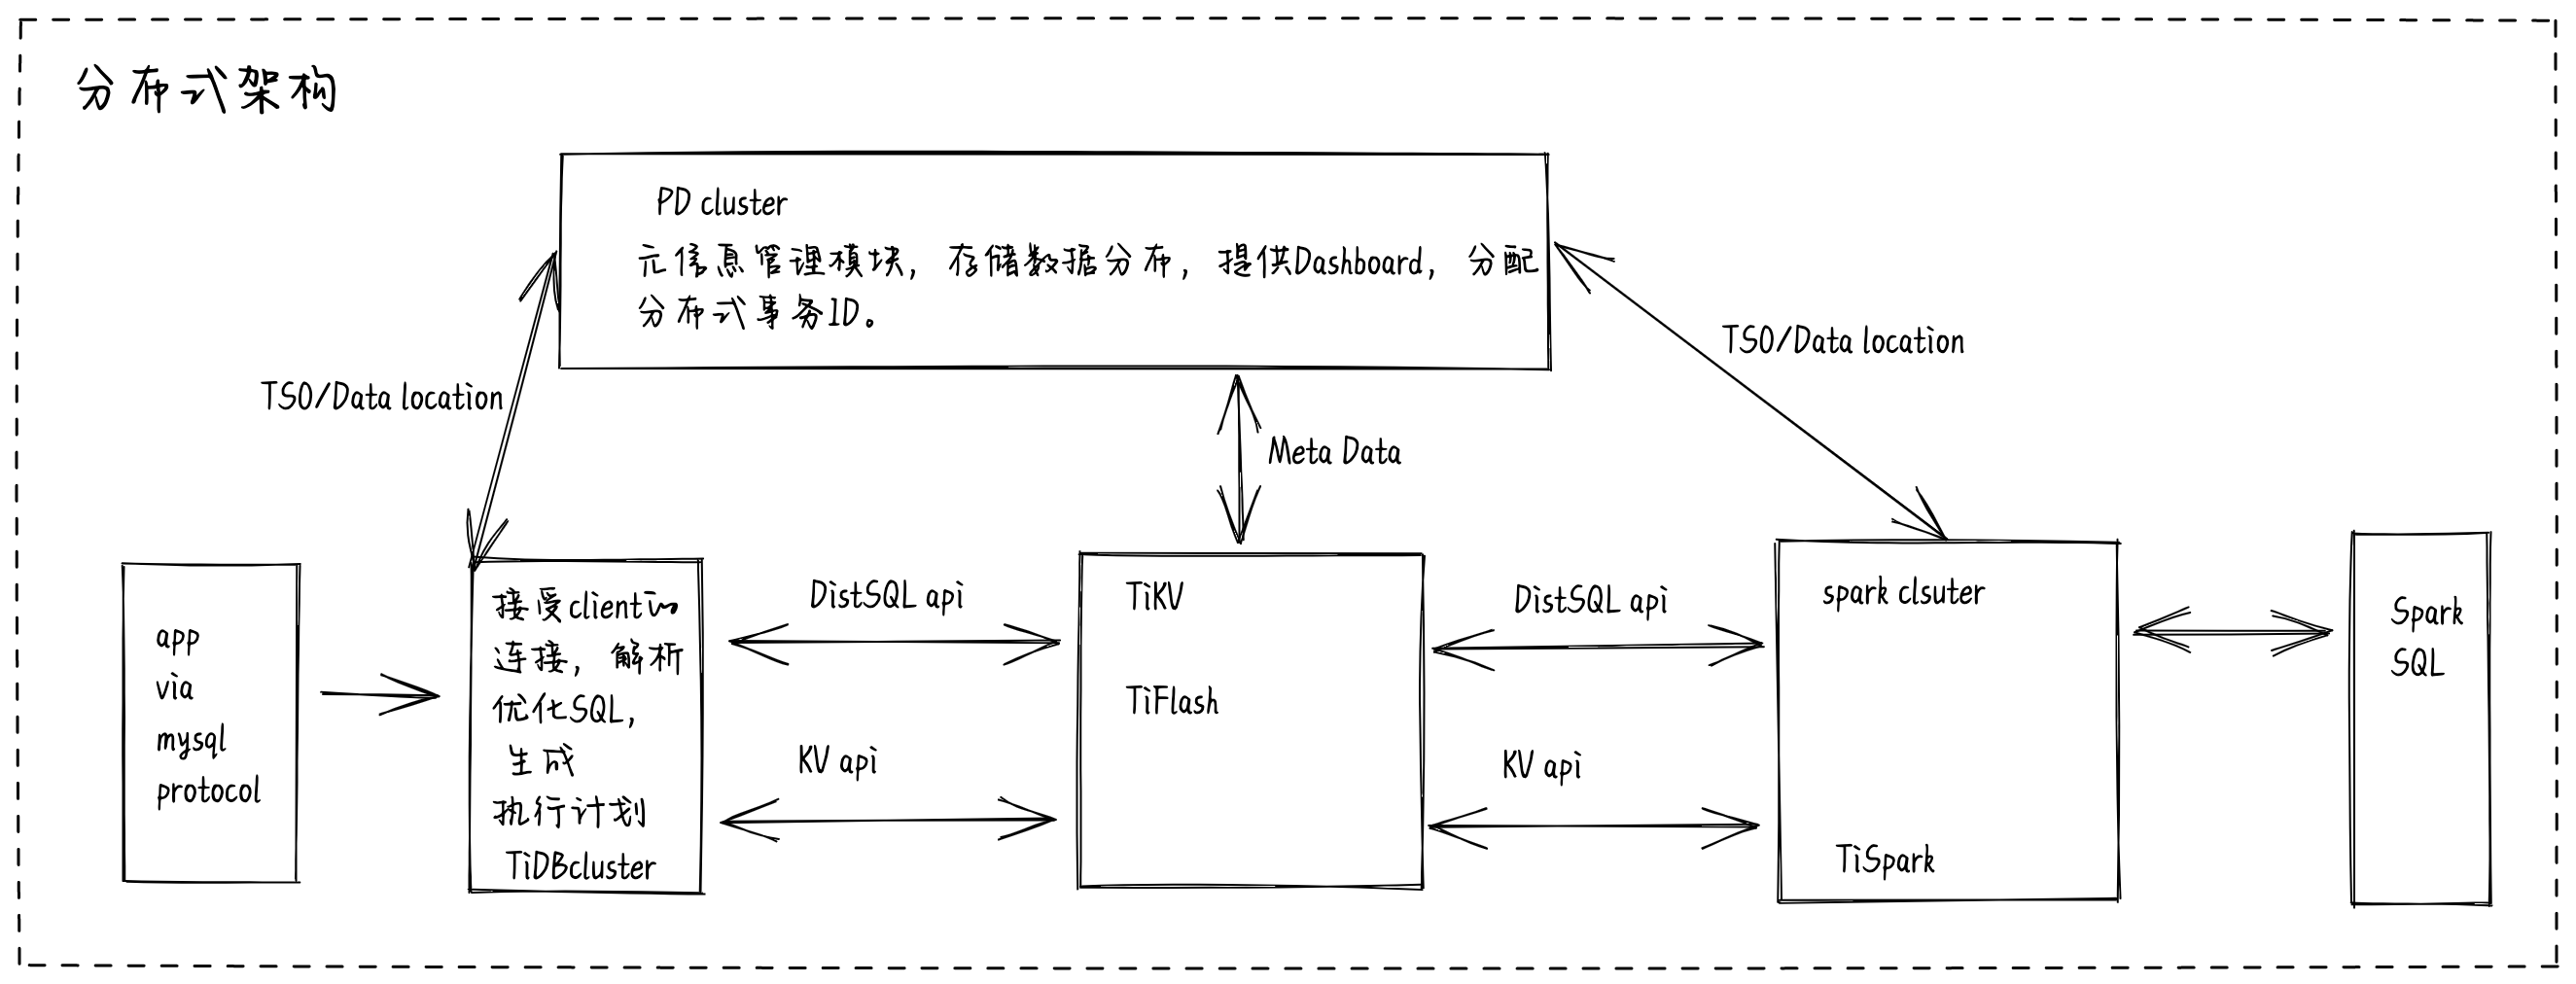 分布式架构
PD cluster
元信息管理模块，存储数据分布，提供Dashboard，分配
分布式事务ID。
TSO/Data location
TSO/Data location
Meta Data
app
via
mysql
protocol
接受client的
连接，解析
优化SQL，
生成
执行计划
TiDBcluster
DistSQL api
KV api
TiKV
TiFlash
DistSQL api
KV api
spark clsuter
TiSpark
Spark
SQL